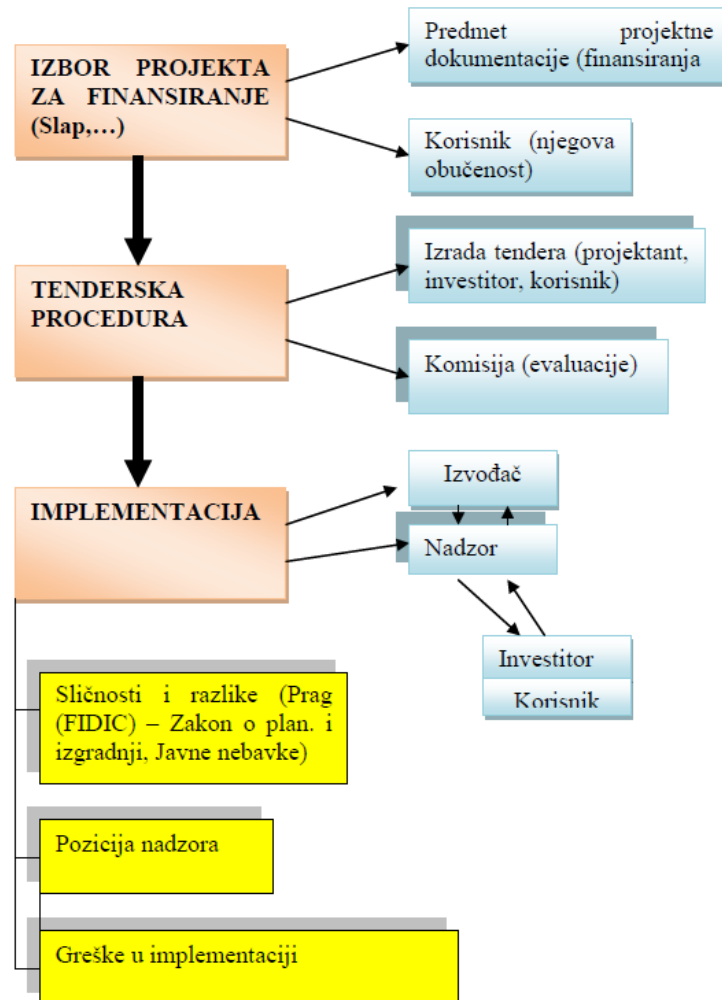 IZBOR PROJEKTA
ZA FINANSIRANJE
(Slap,...)
Predmet projektne
dokumentacije (finansiranja
Korisnik (njegova
obučenost)
TENDERSKA
PROCEDURA
Izrada tendera (projektant,
investitor, korisnik)
Komisija (evaluacije)
IMPLEMENTACIJA
Izvođač
Nadzor
Investitor
Korisnik
Sličnosti i razlike (Prag
(FIDIC) – Zakon o plan. i
izgradnji, Javne nebavke)
Pozicija nadzora
Greške u implementaciji